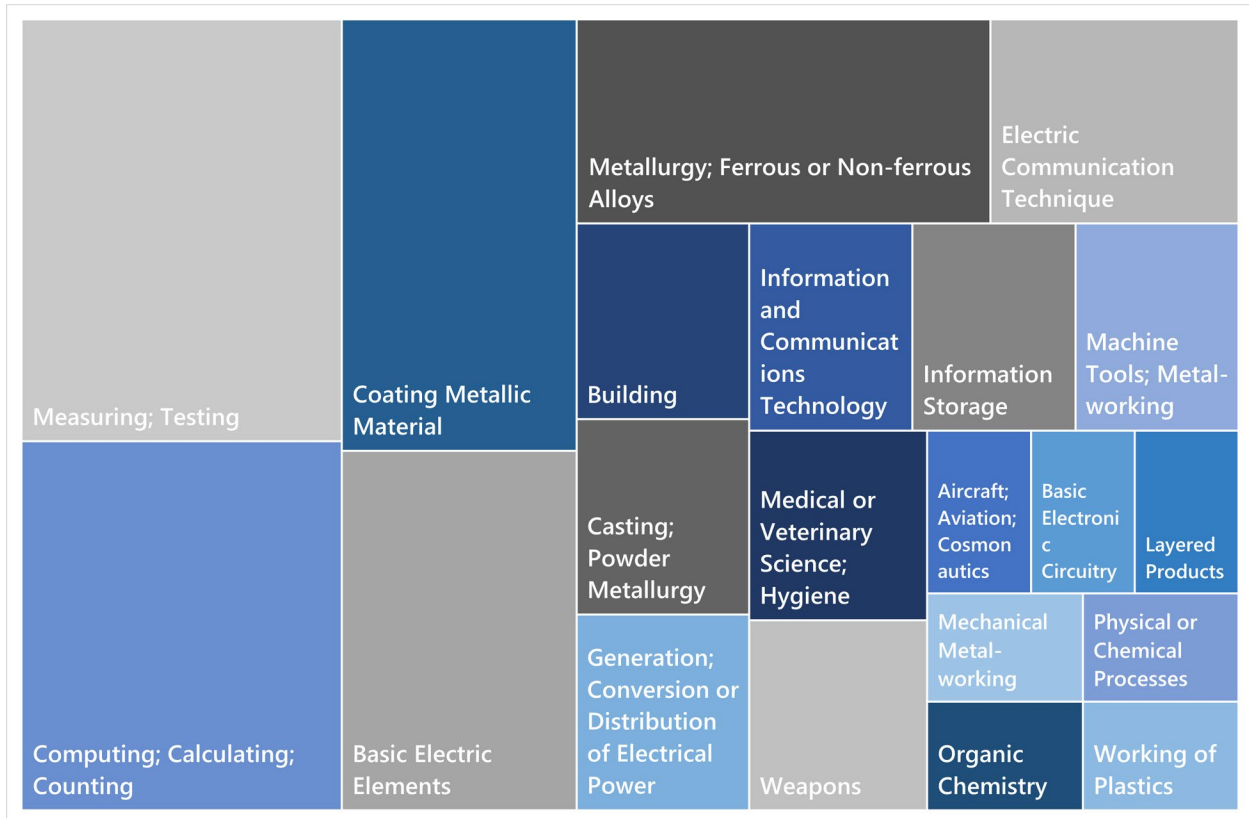 Measuring; Testing
Computing; Calculating;
Counting
Coating Metallic
Material
Basic Electric
Elements
Metallurgy; Ferrous or Non-ferrous
Alloys
Electric
Communication
Technique
Building
Casting;
Powder
Metallurgy
Generation;
Conversion or
Distribution
of Electrical
Power
Information
and
Communicat
ions
Technology
Information
Storage
Machine
Tools; Metal-
working
Medical or
Veterinary
Science;
Hygiene
Weapons
Aircraft;
Aviation;
Cosmon
autics
Basic
Electroni
c
Circuitry
Layered
Products
Mechanical
Metal-
working
Physical or
Chemical
Processes
Organic
Chemistry
Working of
Plastics